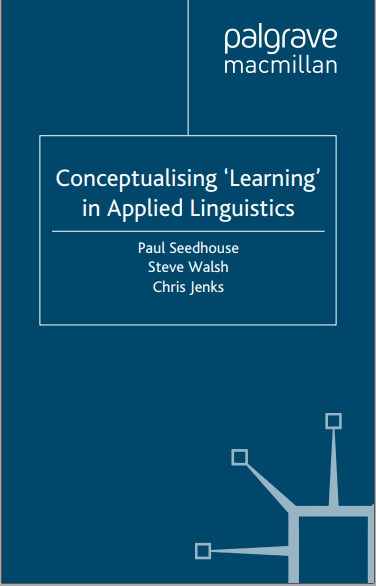 palgrave
macmillan
Conceptualising ‘Learning’
in Applied Linguistics
Paul Seedhouse
Steve Walsh
Chris Jenks